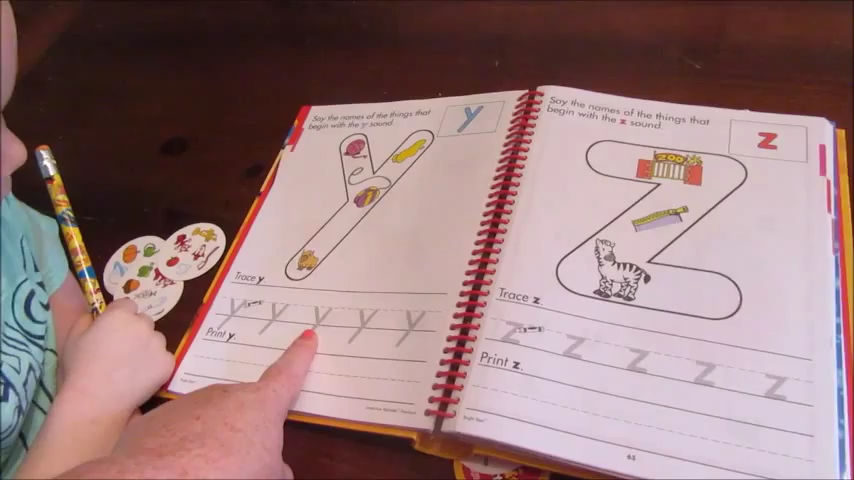 Say the names of the things that
begin with the y sound.
y
Trace y.
y y y y y
Print y.
Say the names of the things that
begin with the z sound.
z
ZOO
Trace z.
z z z z z
Print z.